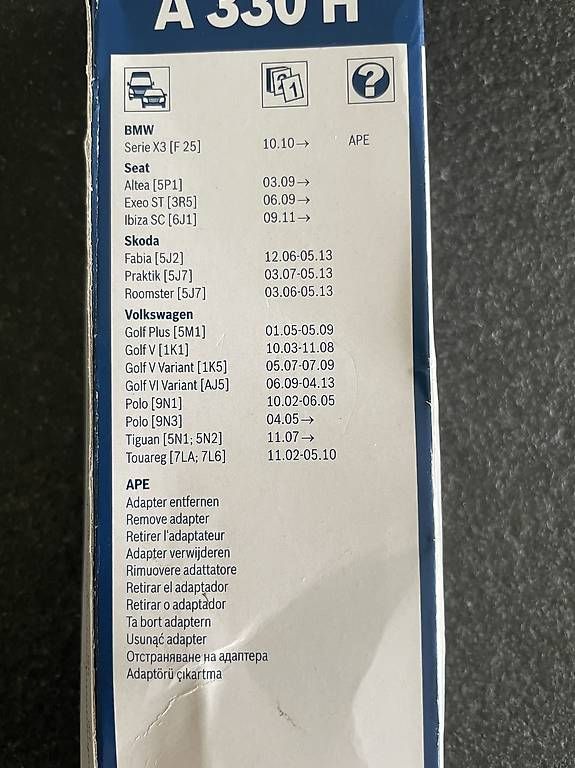 A 330 H
BMW
Serie X3 [F 25] 10.10→ APE
Seat
Altea [5P1] 03.09→
Exeo ST [3R5] 06.09→
Ibiza SC [6J1] 09.11→
Skoda
Fabia [5J2] 12.06-05.13
Praktik [5J7] 03.07-05.13
Roomster [5J7] 03.06-05.13
Volkswagen
Golf Plus [5M1] 01.05-05.09
Golf V [1K1] 10.03-11.08
Golf V Variant [1K5] 05.07-07.09
Golf VI Variant [AJ5] 06.09-04.13
Polo [9N1] 10.02-06.05
Polo [9N3] 04.05→
Tiguan [5N1; 5N2] 11.07→
Touareg [7LA; 7L6] 11.02-05.10
APE
Adapter entfernen
Remove adapter
Retirer l'adaptateur
Adapter verwijderen
Rimuovere adattatore
Retirar el adaptador
Retirar o adaptador
Ta bort adaptern
Usunąć adapter
Отстраняване на адаптера
Adaptörü çıkartma